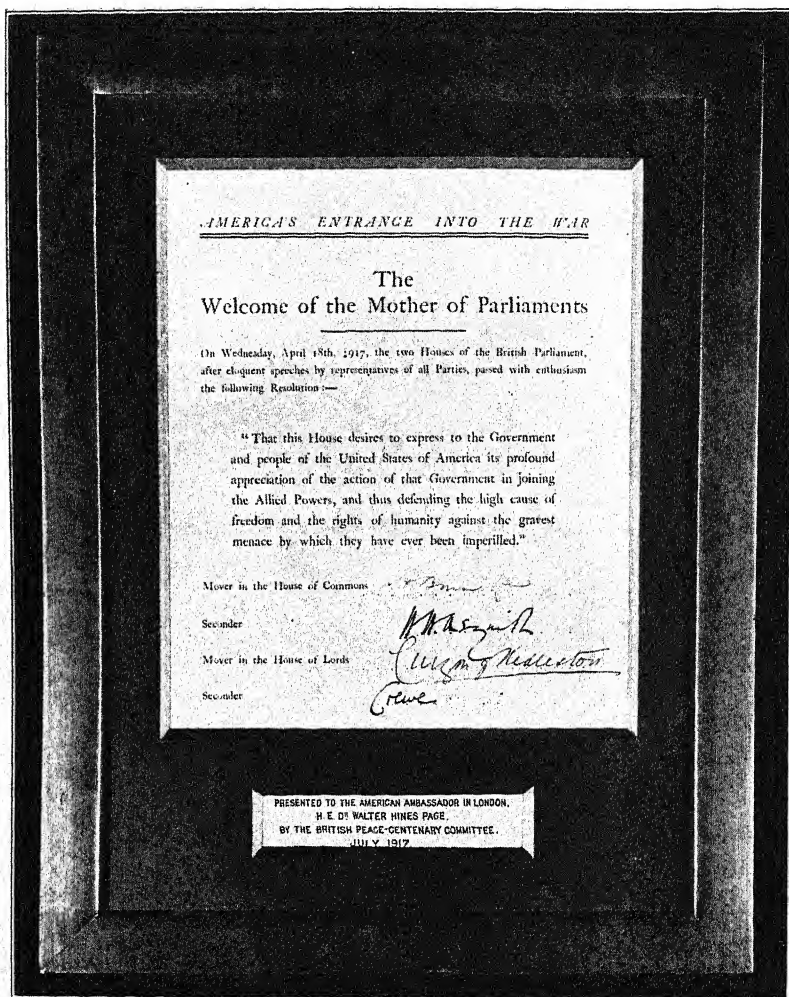 AMERICA'S ENTRANCE INTO THE WAR
The
Welcome of the Mother of Parliaments
On Wednesday, April 18th, 1917, the two Houses of the British Parliament,
after eloquent speeches by representatives of all Parties, passed with enthusiasm
the following Resolution :—
"That this House desires to express to the Government
and people of the United States of America its profound
appreciation of the action of that Government in joining
the Allied Powers, and thus defending the high cause of
freedom and the rights of humanity against the gravest
menace by which they have ever been imperilled."
Mover in the House of Commons
Seconder H. H. Asquith
Mover in the House of Lords Curzon of Kedleston
Seconder Crewe
PRESENTED TO THE AMERICAN AMBASSADOR IN LONDON,
H. E. DR WALTER HINES PAGE,
BY THE BRITISH PEACE-CENTENARY COMMITTEE.
JULY 1917